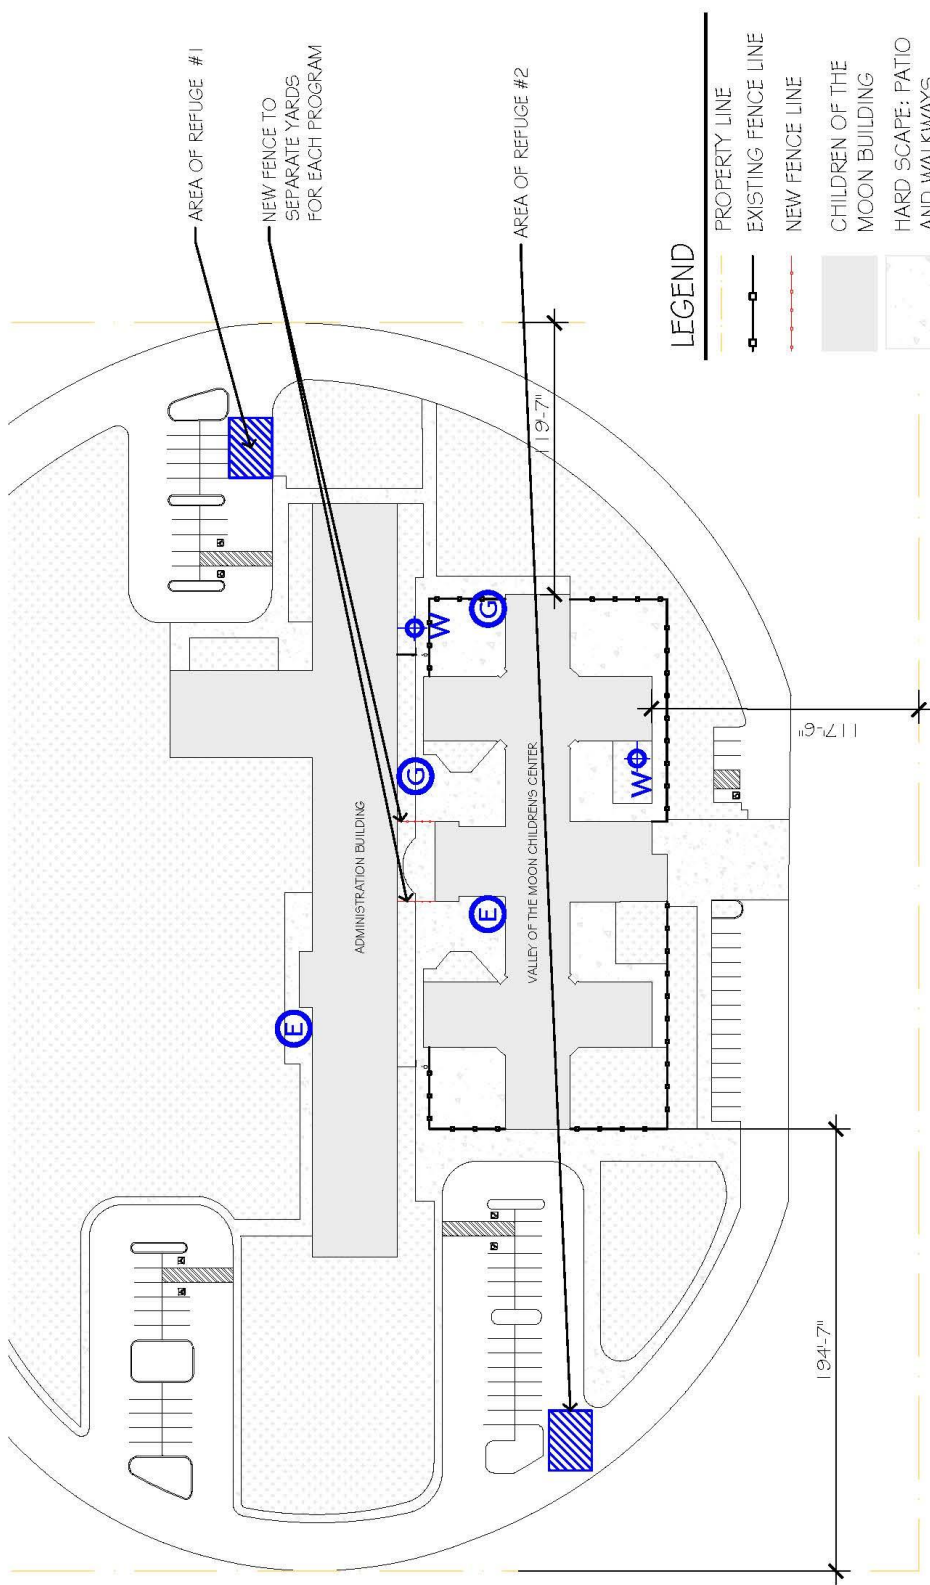 AREA OF REFUGE #1
NEW FENCE TO
SEPARATE YARDS
FOR EACH PROGRAM
AREA OF REFUGE #2
119'-7"
ADMINISTRATION BUILDING
VALLEY OF THE MOON CHILDREN'S CENTER
W
G
G
W
E
E
117'-6"
194'-7"
LEGEND
PROPERTY LINE
EXISTING FENCE LINE
NEW FENCE LINE
CHILDREN OF THE
MOON BUILDING
HARD SCAPE: PATIO
AND WALKWAYS